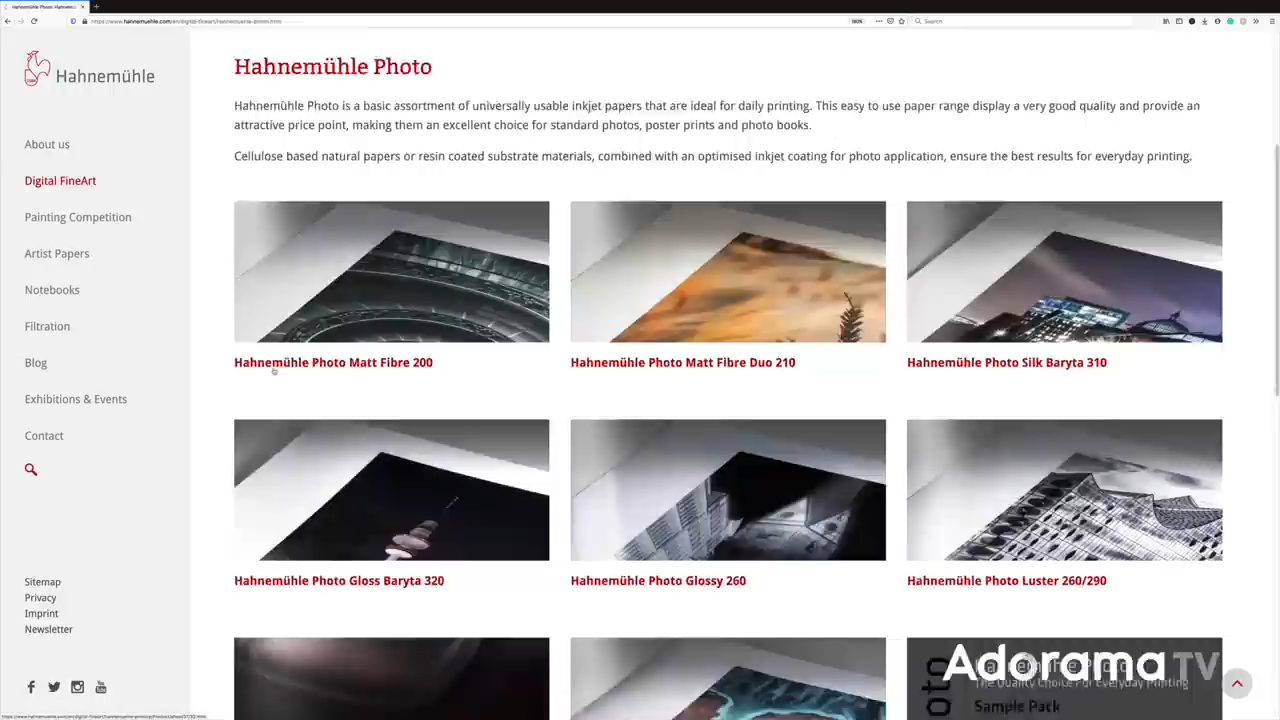 Hahnemühle
About us
Digital FineArt
Painting Competition
Artist Papers
Notebooks
Filtration
Blog
Exhibitions & Events
Contact
Sitemap
Privacy
Imprint
Newsletter
Search
Hahnemühle Photo
Hahnemühle Photo is a basic assortment of universally usable inkjet papers that are ideal for daily printing. This easy to use paper range display a very good quality and provide an
attractive price point, making them an excellent choice for standard photos, poster prints and photo books.
Cellulose based natural papers or resin coated substrate materials, combined with an optimised inkjet coating for photo application, ensure the best results for everyday printing.
Hahnemühle Photo Matt Fibre 200
Hahnemühle Photo Matt Fibre Duo 210
Hahnemühle Photo Silk Baryta 310
Hahnemühle Photo Gloss Baryta 320
Hahnemühle Photo Glossy 260
Hahnemühle Photo Luster 260/290
Adorama TV
The Quality Choice For Everyday Printing
Sample Pack